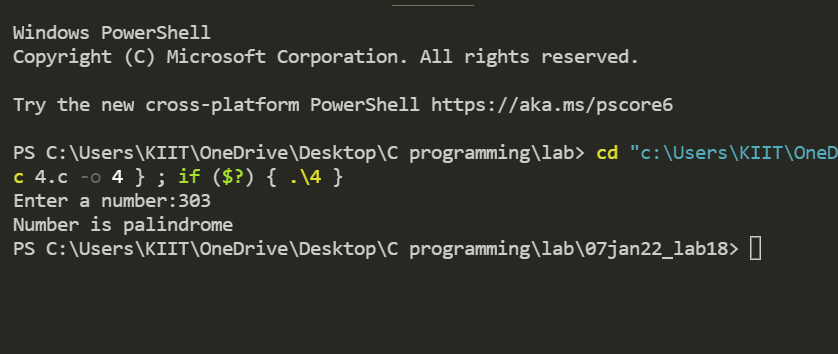 Windows PowerShell
Copyright (C) Microsoft Corporation. All rights reserved.
Try the new cross-platform PowerShell https://aka.ms/pscore6
PS C:\Users\KIIT\OneDrive\Desktop\C programming\lab> cd "c:\Users\KIIT\OneD
c 4.c -o 4 } ; if ($?) { .\4 }
Enter a number:303
Number is palindrome
PS C:\Users\KIIT\OneDrive\Desktop\C programming\lab\07jan22_lab18>